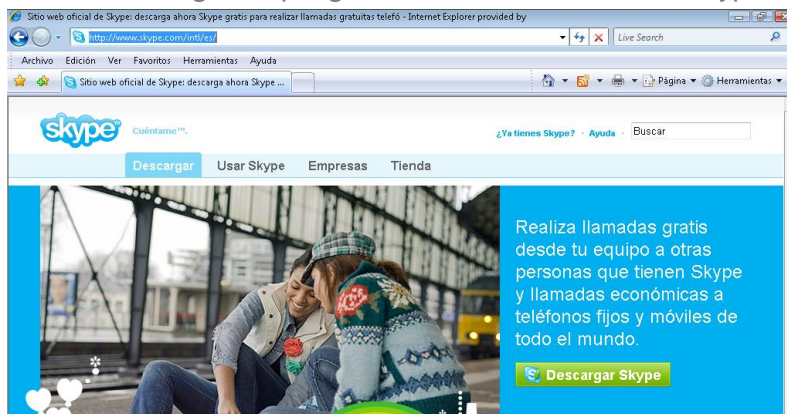 Sitio web oficial de Skype: descarga ahora Skype gratis para realizar llamadas gratuitas telefó - Internet Explorer provided by
http://www.skype.com/intl/es/
Live Search
Archivo Edición Ver Favoritos Herramientas Ayuda
Sitio web oficial de Skype: descarga ahora Skype ...
Página Herramientas
skype Cuéntame™. ¿Ya tienes Skype? Ayuda Buscar
Descargar Usar Skype Empresas Tienda
Realiza llamadas gratis
desde tu equipo a otras
personas que tienen Skype
y llamadas económicas a
teléfonos fijos y móviles de
todo el mundo.
Descargar Skype